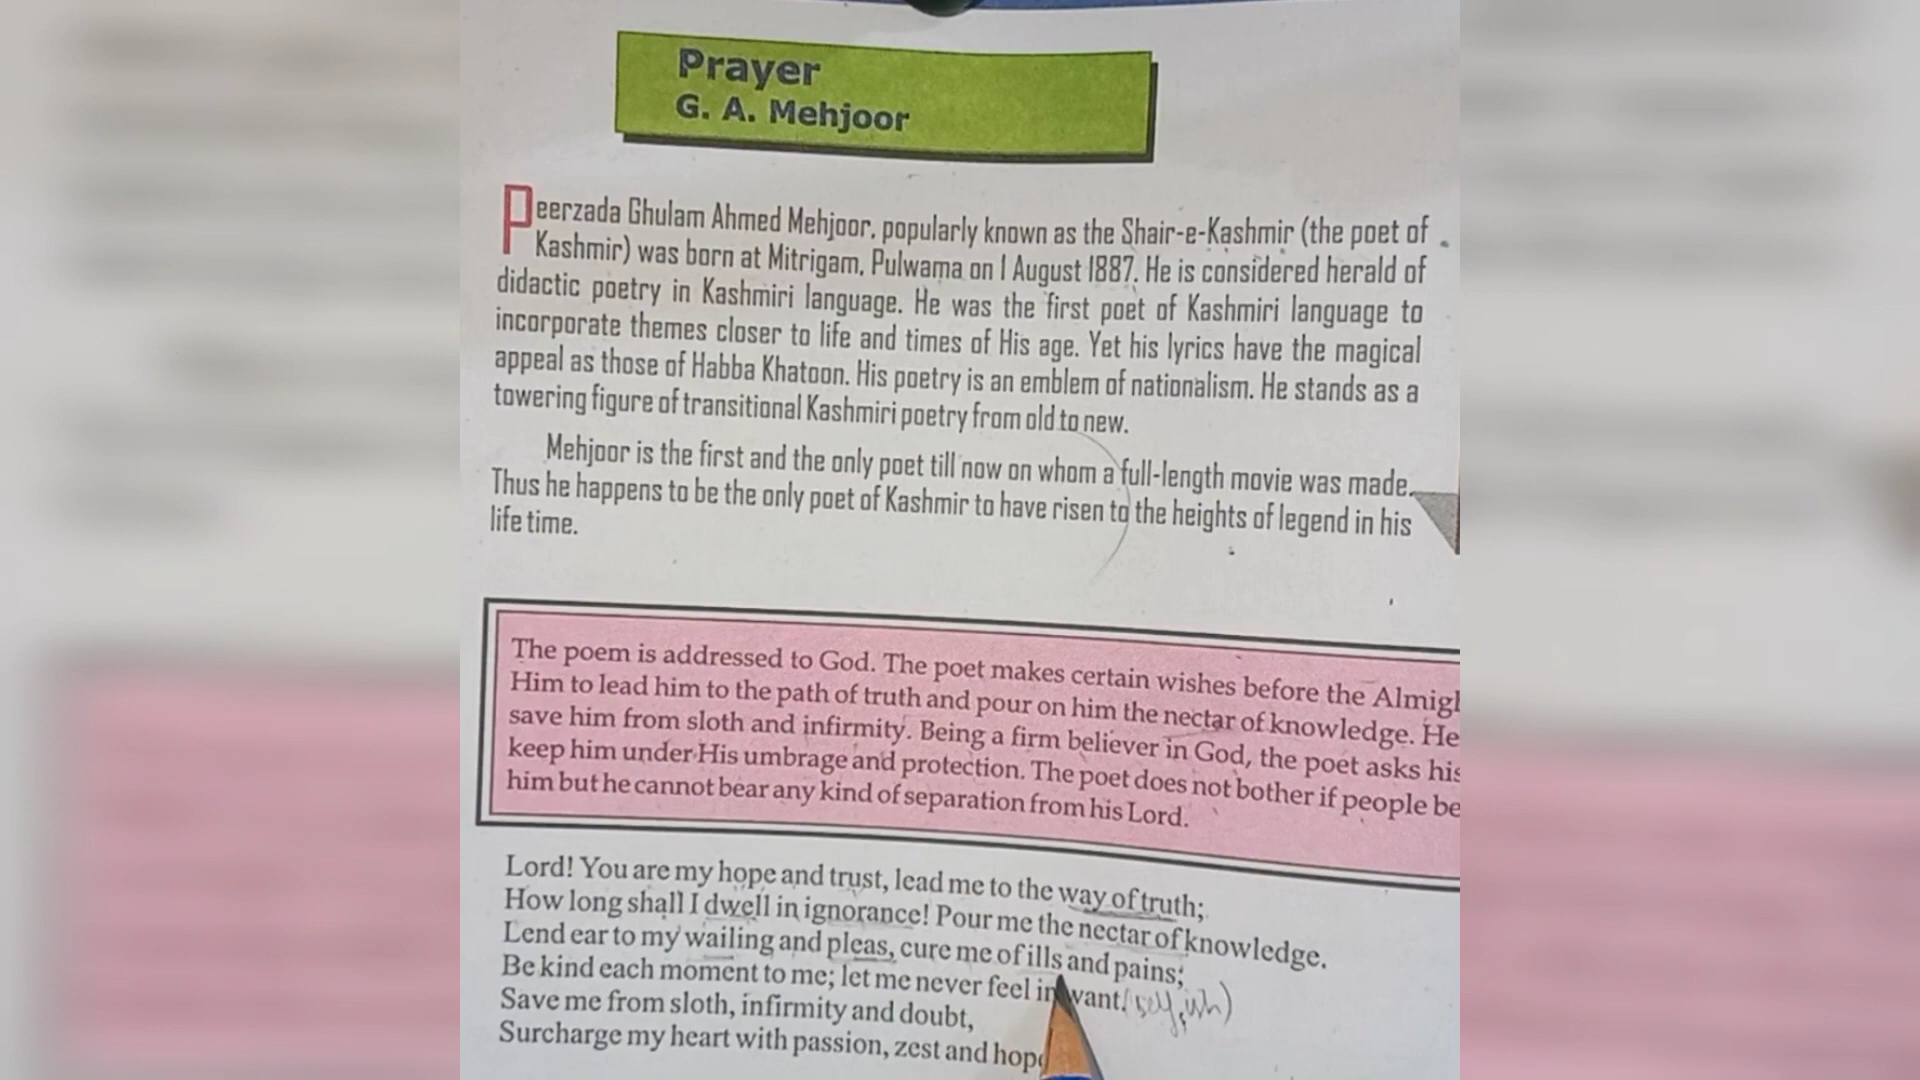 Prayer
G. A. Mehjoor
Peerzada Ghulam Ahmed Mehjoor, popularly known as the Shair-e-Kashmir (the poet of
Kashmir) was born at Mitrigam, Pulwama on 1 August 1887. He is considered herald of
didactic poetry in Kashmiri language. He was the first poet of Kashmiri language to
incorporate themes closer to life and times of His age. Yet his lyrics have the magical
appeal as those of Habba Khatoon. His poetry is an emblem of nationalism. He stands as a
towering figure of transitional Kashmiri poetry from old to new.
Mehjoor is the first and the only poet till now on whom a full-length movie was made.
Thus he happens to be the only poet of Kashmir to have risen to the heights of legend in his
life time.
The poem is addressed to God. The poet makes certain wishes before the
Him to lead him to the path of truth and pour on him the nectar of knowledge. He
save him from sloth and infirmity. Being a firm believer in God, the poet asks his
keep him under His umbrage and protection. The poet does not bother if people
him but he cannot bear any kind of separation from his Lord.
Lord! You are my hope and trust, lead me to the way of truth;
How long shall I dwell in ignorance! Pour me the nectar of knowledge.
Lend ear to my wailing and pleas, cure me of ills and pains;
Be kind each moment to me; let me never feel in want.
Save me from sloth, infirmity and doubt,
Surcharge my heart with passion, zest and hope